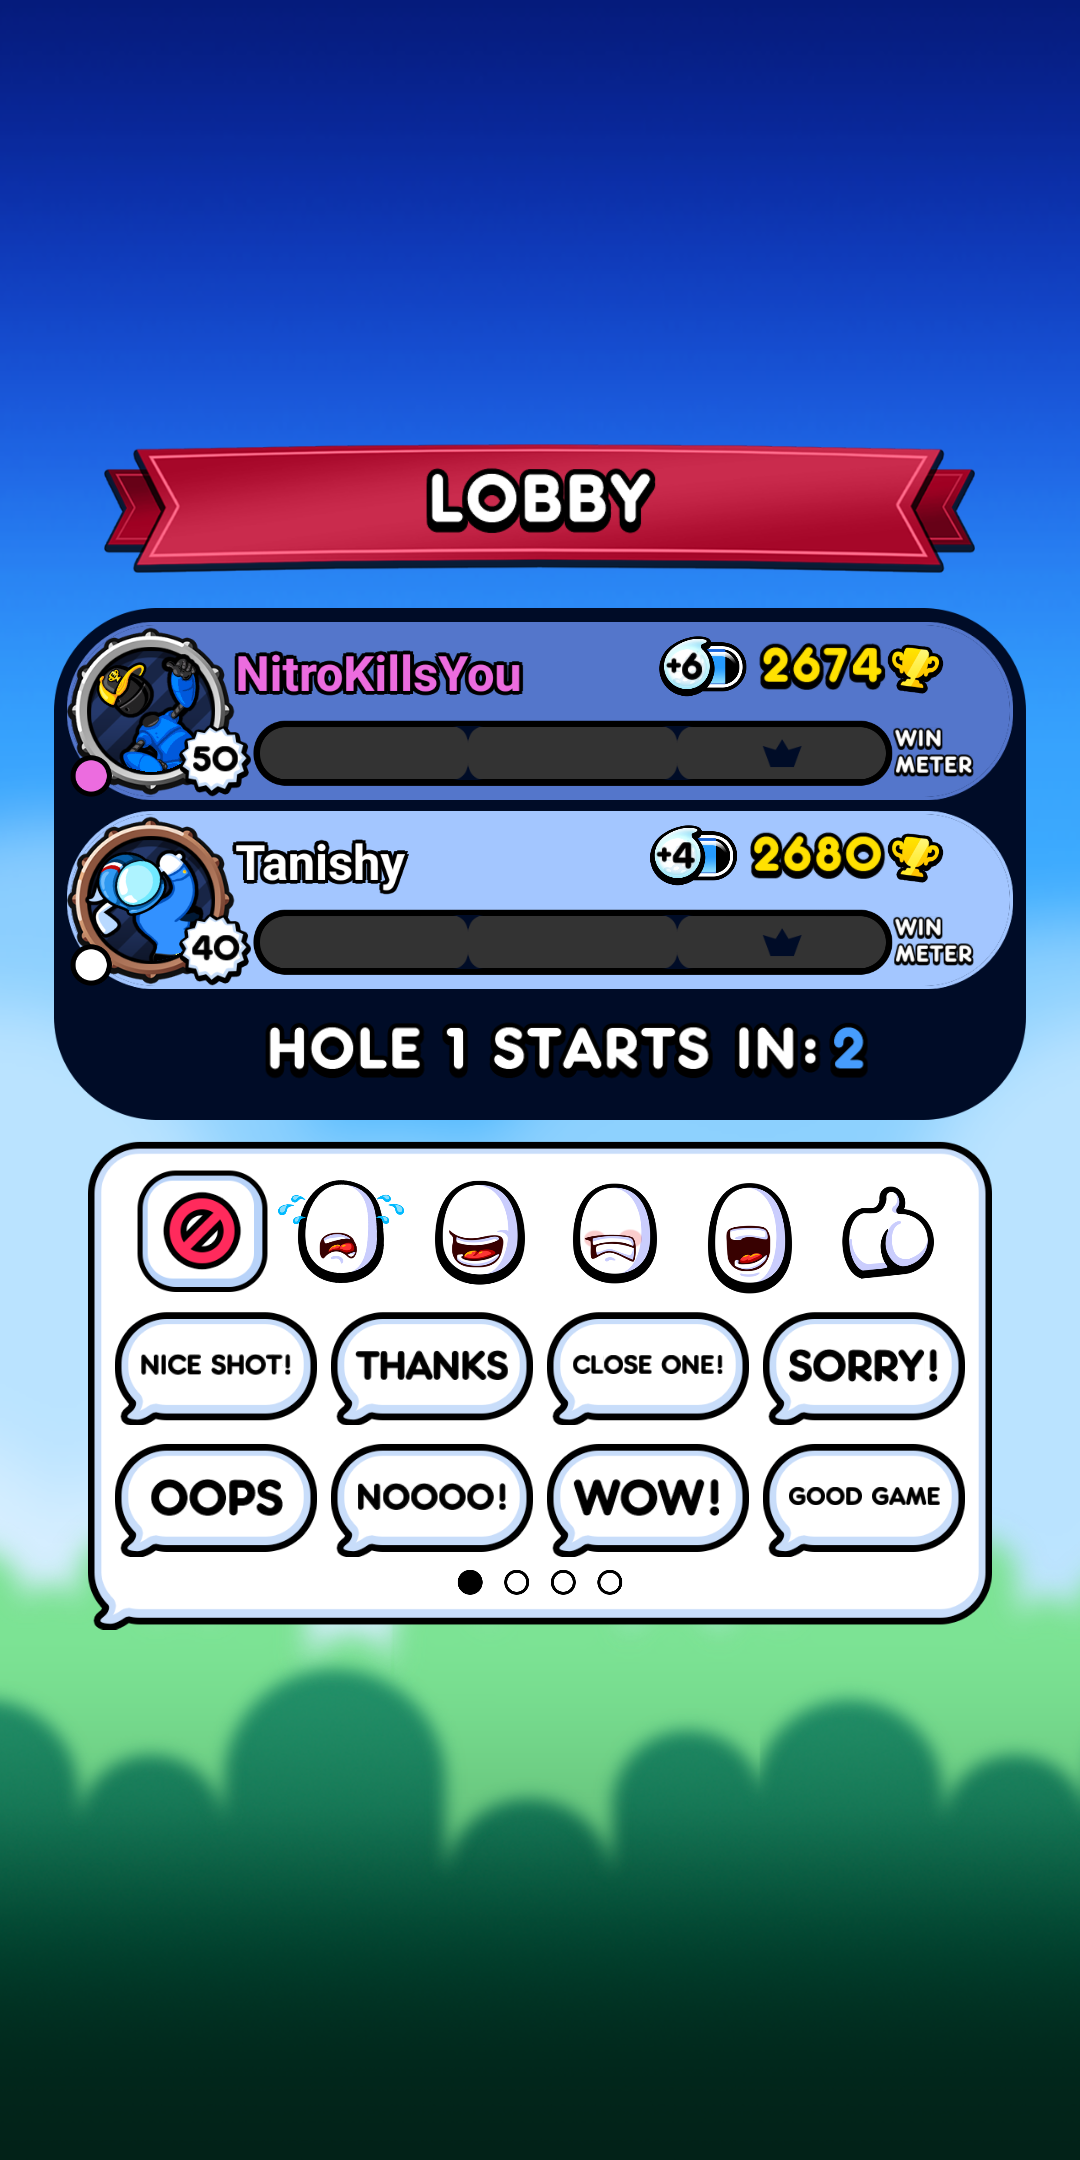 LOBBY
NitroKillsYou +6 2674
50 WIN METER
Tanishy +4 2680
40 WIN METER
HOLE 1 STARTS IN: 2
NICE SHOT! THANKS CLOSE ONE! SORRY!
OOPS NOOOO! WOW! GOOD GAME